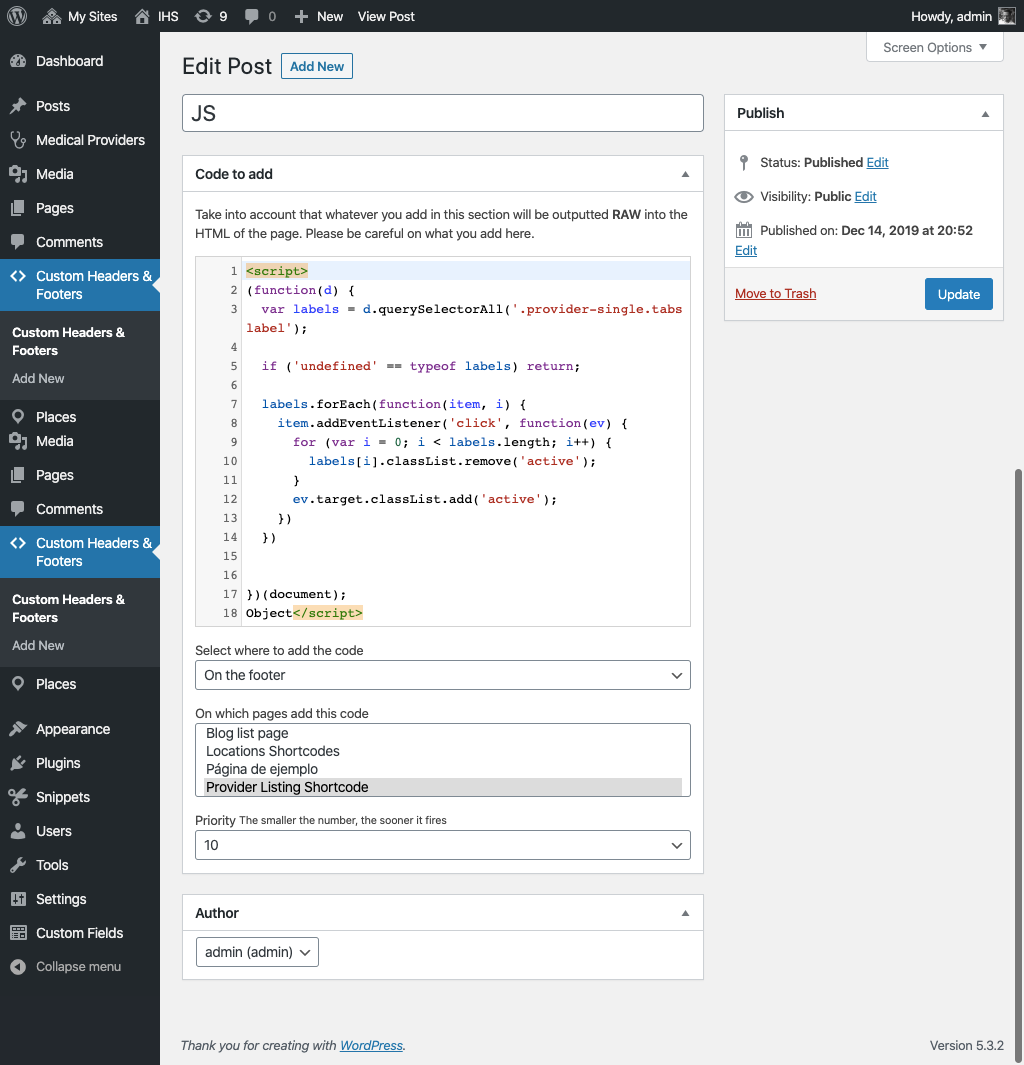 My Sites IHS 9 0 New View Post Howdy, admin
Dashboard
Posts
Medical Providers
Media
Pages
Comments
Custom Headers &
Footers
Custom Headers &
Footers
Add New
Places
Media
Pages
Comments
Custom Headers &
Footers
Custom Headers &
Footers
Add New
Places
Appearance
Plugins
Snippets
Users
Tools
Settings
Custom Fields
Collapse menu
Screen Options
Edit Post Add New
JS
Code to add
Take into account that whatever you add in this section will be outputted RAW into the
HTML of the page. Please be careful on what you add here.
1 <script>
2 (function(d) {
3   var labels = d.querySelectorAll('.provider-single.tabs
label');
4
5   if ('undefined' == typeof labels) return;
6
7   labels.forEach(function(item, i) {
8     item.addEventListener('click', function(ev) {
9       for (var i = 0; i < labels.length; i++) {
10         labels[i].classList.remove('active');
11       }
12       ev.target.classList.add('active');
13     })
14   })
15
16
17 })(document);
18 Object</script>
Select where to add the code
On the footer
On which pages add this code
Blog list page
Locations Shortcodes
Página de ejemplo
Provider Listing Shortcode
Priority The smaller the number, the sooner it fires
10
Author
admin (admin)
Publish
Status: Published Edit
Visibility: Public Edit
Published on: Dec 14, 2019 at 20:52
Edit
Move to Trash Update
Thank you for creating with WordPress. Version 5.3.2